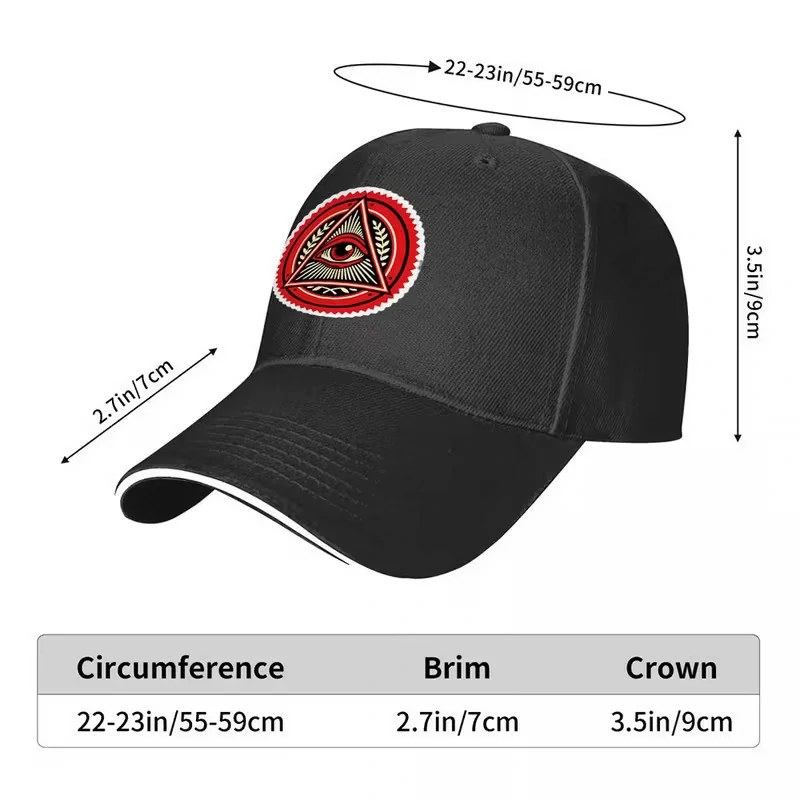 22-23in/55-59cm
3.5in/9cm
2.7in/7cm
Circumference Brim Crown
22-23in/55-59cm 2.7in/7cm 3.5in/9cm